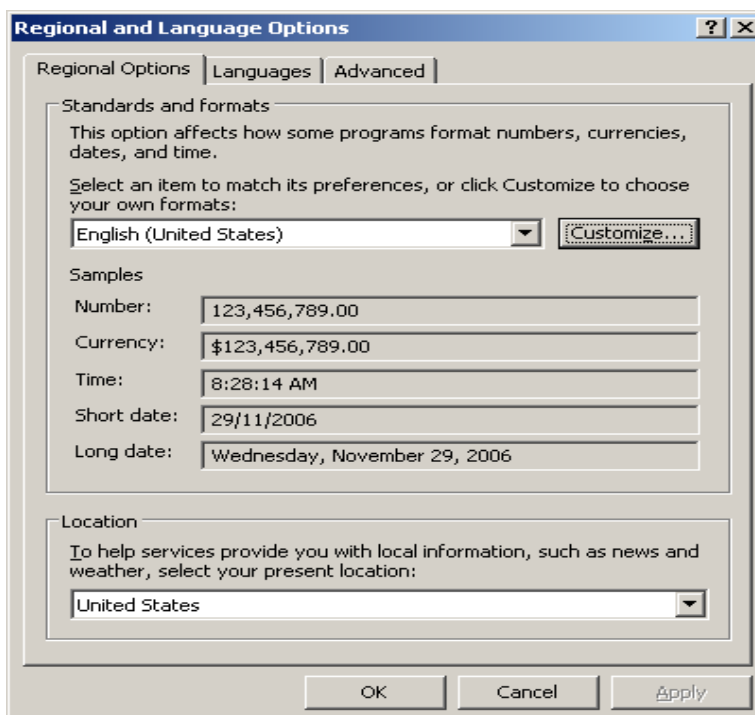 Regional and Language Options
Regional Options Languages Advanced
Standards and formats
This option affects how some programs format numbers, currencies,
dates, and time.
Select an item to match its preferences, or click Customize to choose
your own formats:
English (United States) Customize...
Samples
Number: 123,456,789.00
Currency: $123,456,789.00
Time: 8:28:14 AM
Short date: 29/11/2006
Long date: Wednesday, November 29, 2006
Location
To help services provide you with local information, such as news and
weather, select your present location:
United States
OK Cancel Apply